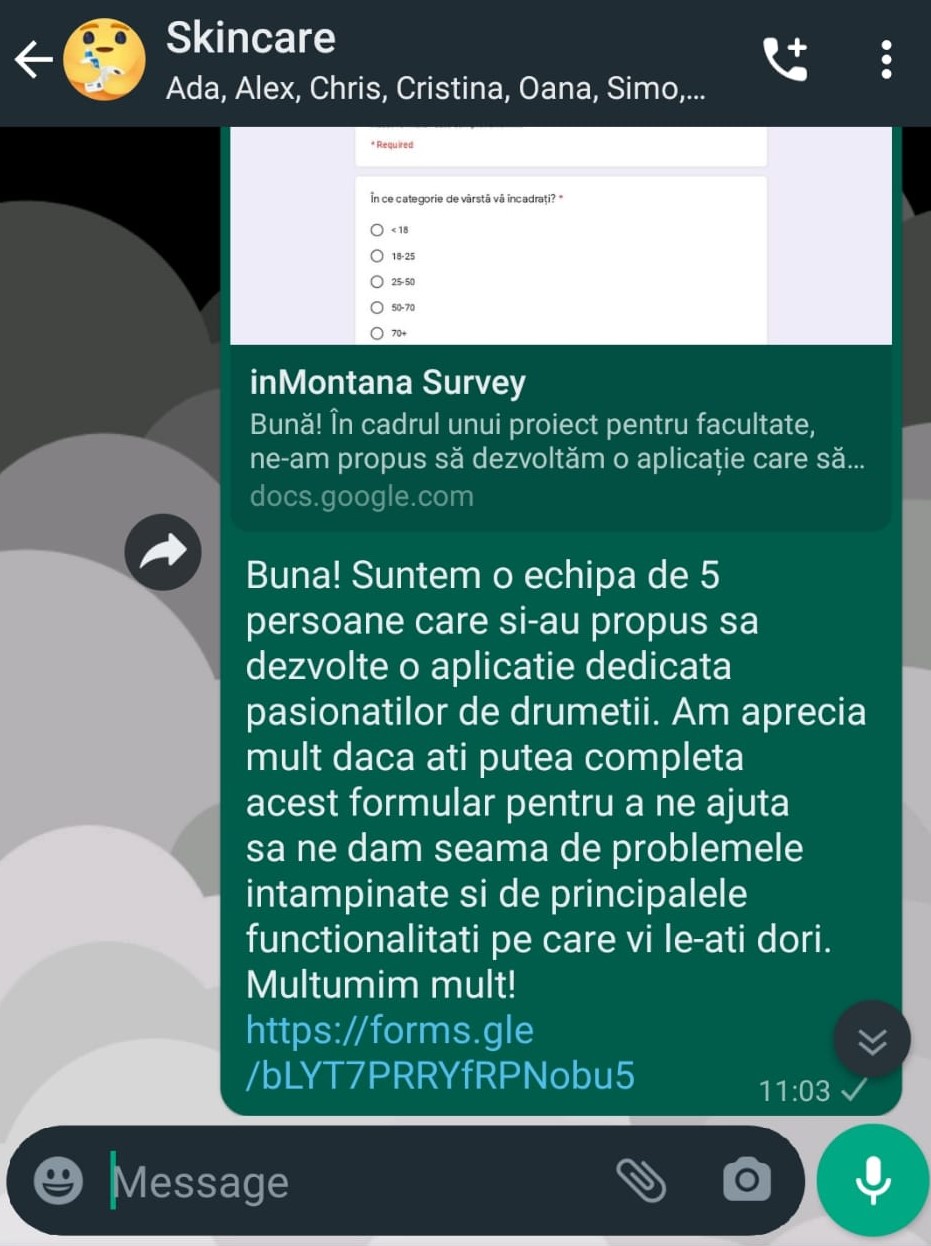 Skincare
Ada, Alex, Chris, Cristina, Oana, Simo,...
* Required
În ce categorie de vârstă vă încadrați? *
< 18
18-25
25-50
50-70
70+
inMontana Survey
Bună! În cadrul unui proiect pentru facultate,
ne-am propus să dezvoltăm o aplicație care să...
docs.google.com
Buna! Suntem o echipa de 5
persoane care si-au propus sa
dezvolte o aplicatie dedicata
pasionatilor de drumetii. Am aprecia
mult daca ati putea completa
acest formular pentru a ne ajuta
sa ne dam seama de problemele
intampinate si de principalele
functionalitati pe care vi le-ati dori.
Multumim mult!
https://forms.gle
/bLYT7PRRYfRPNobu5
11:03
Message